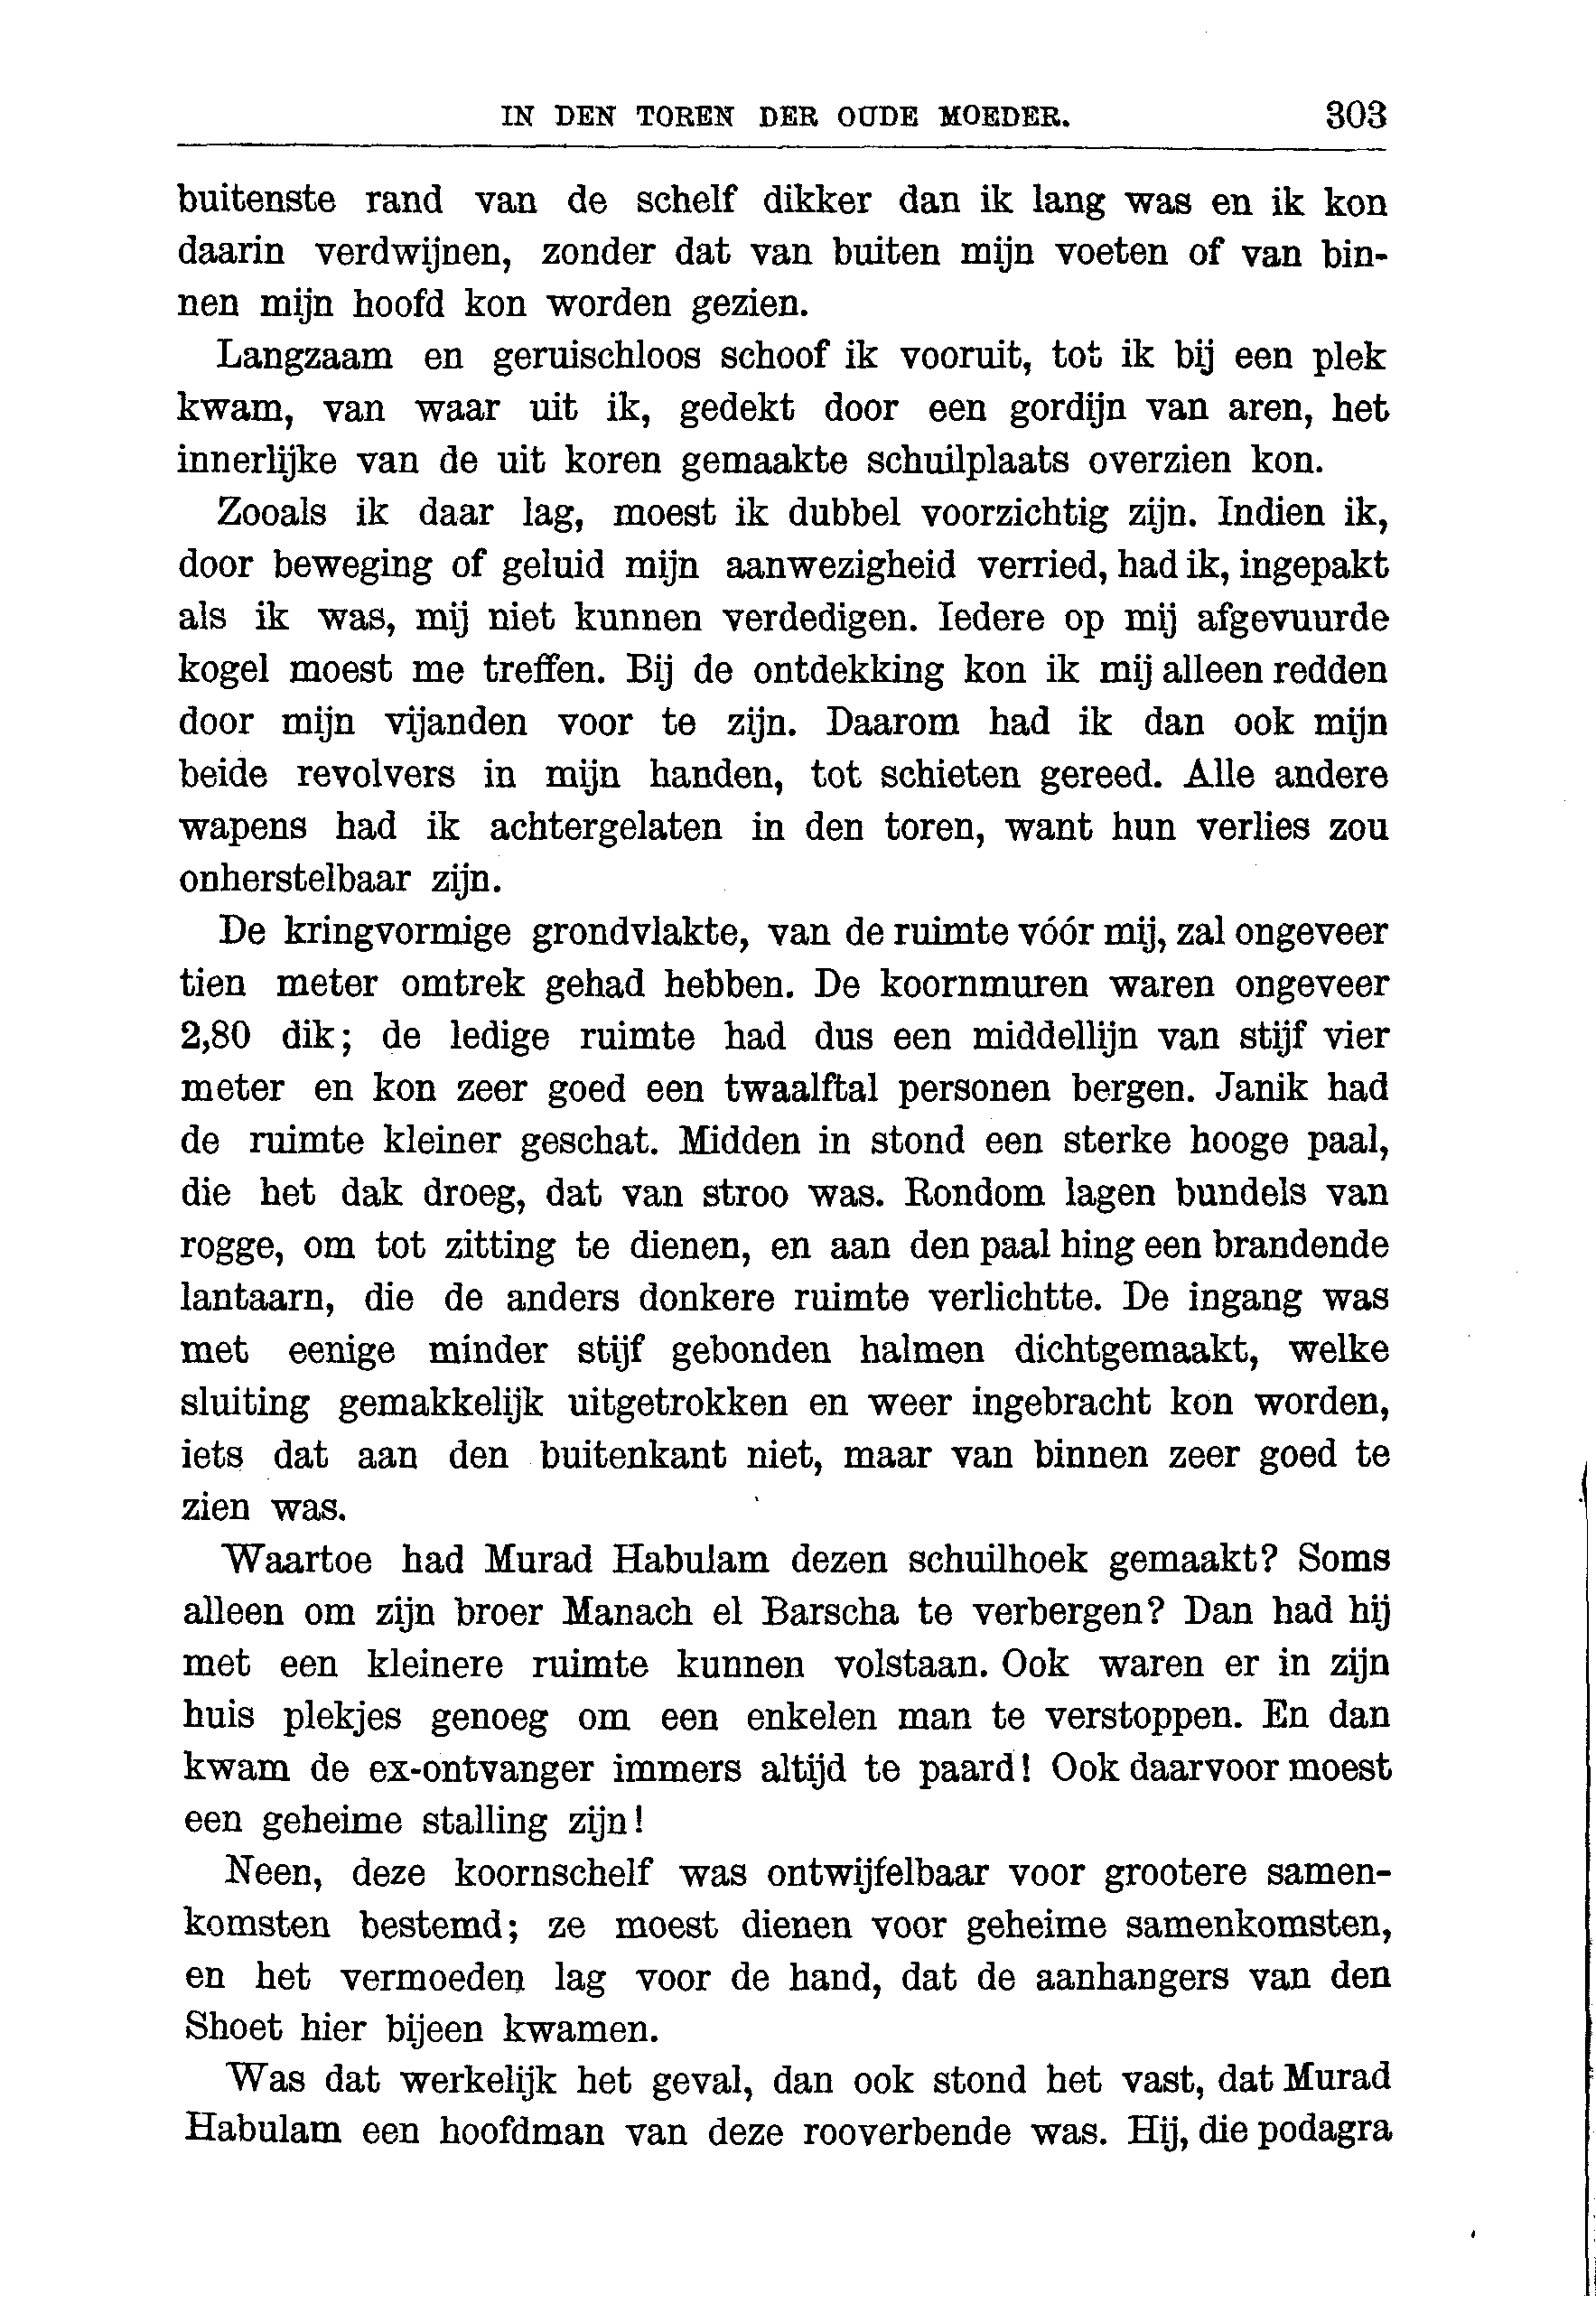 IN DEN TOREN DER OUDE MOEDER. 303
buitenste rand van de schelf dikker dan ik lang was en ik kon
daarin verdwijnen, zonder dat van buiten mijn voeten of van bin-
nen mijn hoofd kon worden gezien.
Langzaam en geruischloos schoof ik vooruit, tot ik bij een plek
kwam, van waar uit ik, gedekt door een gordijn van aren, het
innerlijke van de uit koren gemaakte schuilplaats overzien kon.
Zooals ik daar lag, moest ik dubbel voorzichtig zijn. Indien ik,
door beweging of geluid mijn aanwezigheid verried, had ik, ingepakt
als ik was, mij niet kunnen verdedigen. Iedere op mij afgevuurde
kogel moest me treffen. Bij de ontdekking kon ik mij alleen redden
door mijn vijanden voor te zijn. Daarom had ik dan ook mijn
beide revolvers in mijn handen, tot schieten gereed. Alle andere
wapens had ik achtergelaten in den toren, want hun verlies zou
onherstelbaar zijn.
De kringvormige grondvlakte, van de ruimte vóór mij, zal ongeveer
tien meter omtrek gehad hebben. De koornmuren waren ongeveer
2,80 dik; de ledige ruimte had dus een middellijn van stijf vier
meter en kon zeer goed een twaalftal personen bergen. Janik had
de ruimte kleiner geschat. Midden in stond een sterke hooge paal,
die het dak droeg, dat van stroo was. Rondom lagen bundels van
rogge, om tot zitting te dienen, en aan den paal hing een brandende
lantaarn, die de anders donkere ruimte verlichtte. De ingang was
met eenige minder stijf gebonden halmen dichtgemaakt, welke
sluiting gemakkelijk uitgetrokken en weer ingebracht kon worden,
iets dat aan den buitenkant niet, maar van binnen zeer goed te
zien was.
Waartoe had Murad Habulam dezen schuilhoek gemaakt? Soms
alleen om zijn broer Manach el Barscha te verbergen? Dan had hij
met een kleinere ruimte kunnen volstaan. Ook waren er in zijn
huis plekjes genoeg om een enkelen man te verstoppen. En dan
kwam de ex-ontvanger immers altijd te paard! Ook daarvoor moest
een geheime stalling zijn!
Neen, deze koornschelf was ontwijfelbaar voor grootere samen-
komsten bestemd; ze moest dienen voor geheime samenkomsten,
en het vermoeden lag voor de hand, dat de aanhangers van den
Shoet hier bijeen kwamen.
Was dat werkelijk het geval, dan ook stond het vast, dat Murad
Habulam een hoofdman van deze rooverbende was. Hij, die podagra